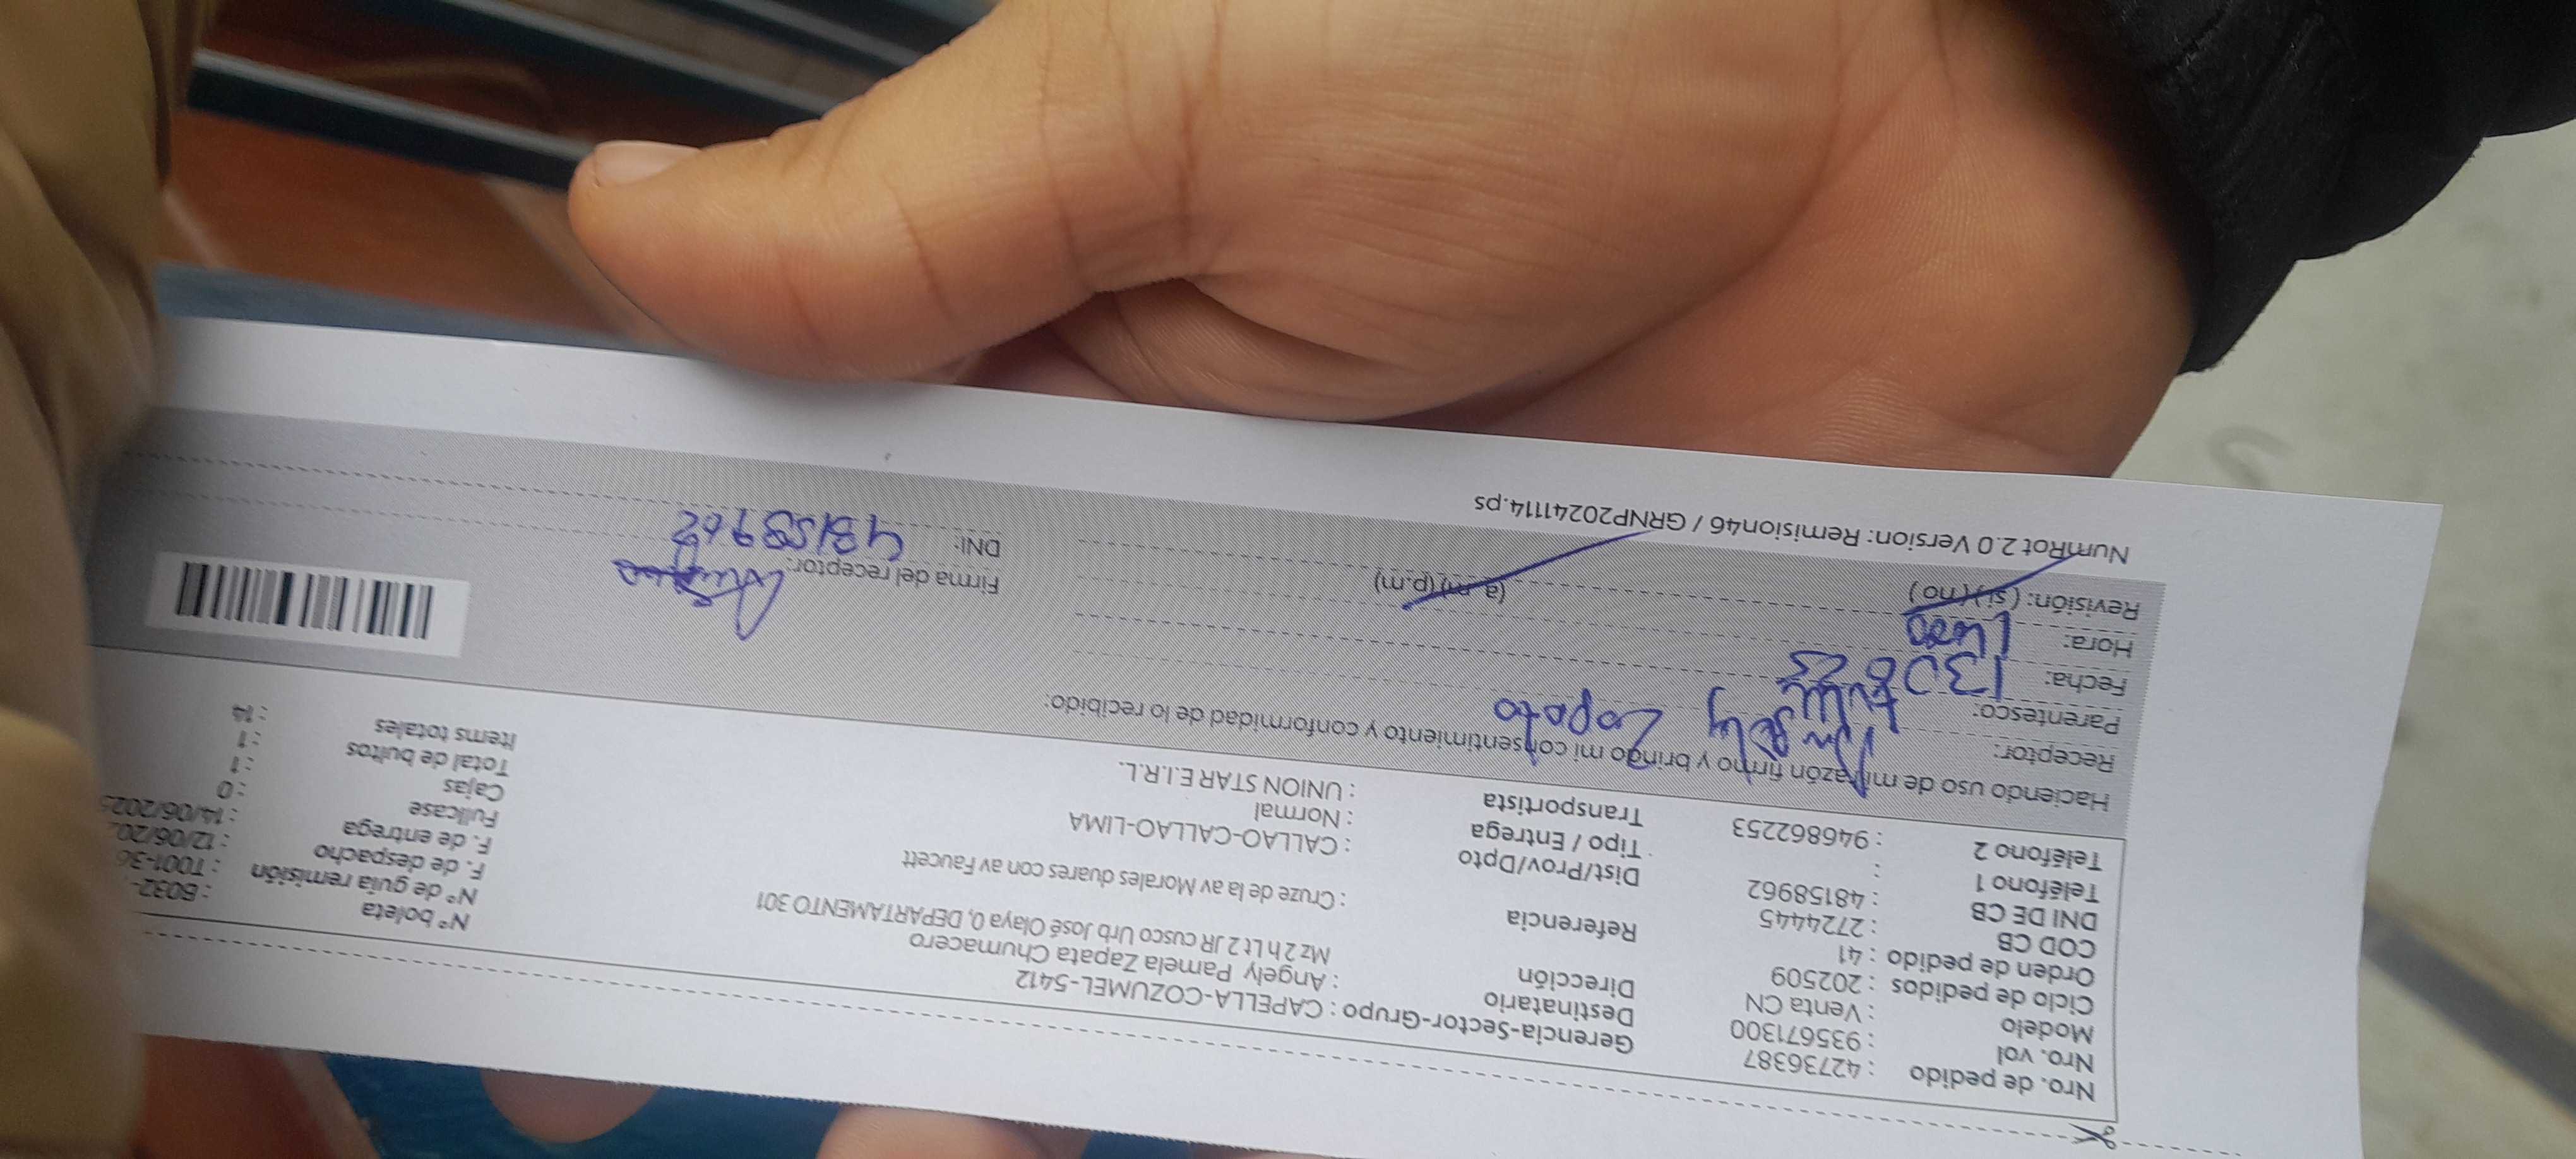 Nro. de pedido : 42736387
Nro. vol : 935671300
Modelo : Venta CN
Ciclo de pedidos : 202509
Orden de pedido : 41
COD CB : 2724445
DNI DE CB : 48158962
Teléfono 1 :
Teléfono 2 : 946862253
Gerencia-Sector-Grupo : CAPELLA-COZUMEL-5412
Destinatario : Angely Pamela Zapata Chumacero
Dirección Mz 2 h Lt 2 JR cusco Urb José Olaya 0, DEPARTAMENTO 301
Referencia : Cruze de la av Morales duares con av Faucett
Dist/Prov/Dpto : CALLAO-CALLAO-LIMA
Tipo / Entrega : Normal
Transportista : UNION STAR E.I.R.L.
N° boleta : B032-
N° de guía remisión : T001-36
F. de despacho : 12/06/20
F. de entrega : 14/06/2025
Fullcase : 0
Cajas : 1
Total de bultos : 1
Items totales : 14
Haciendo uso de mi razón firmo y brindo mi consentimiento y conformidad de lo recibido:
Receptor: Angely Zapata
Parentesco:
Fecha: 130
Hora:
Revisión: (si) (no) (a.m) (p.m)
Firma del receptor:
DNI: 48158962
NumRot 2.0 Version: Remision46 / GRNP20241114.ps